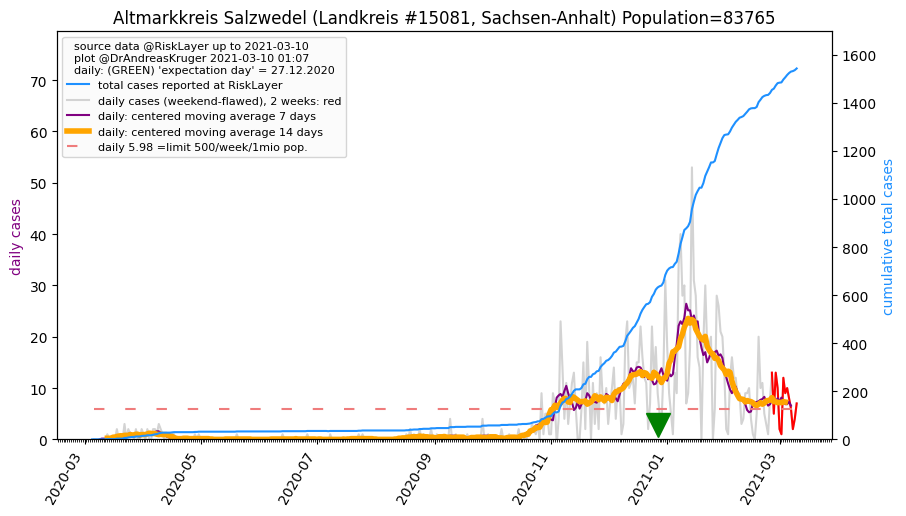 Altmarkkreis Salzwedel (Landkreis #15081, Sachsen-Anhalt) Population=83765
source data @RiskLayer up to 2021-03-10
plot @DrAndreasKruger 2021-03-10 01:07
daily: (GREEN) 'expectation day' = 27.12.2020
total cases reported at RiskLayer
daily cases (weekend-flawed), 2 weeks: red
daily: centered moving average 7 days
daily: centered moving average 14 days
daily 5.98 =limit 500/week/1mio pop.
daily cases
70
60
50
40
30
20
10
0
cumulative total cases
1600
1400
1200
1000
800
600
400
200
0
2020-03
2020-05
2020-07
2020-09
2020-11
2021-01
2021-03